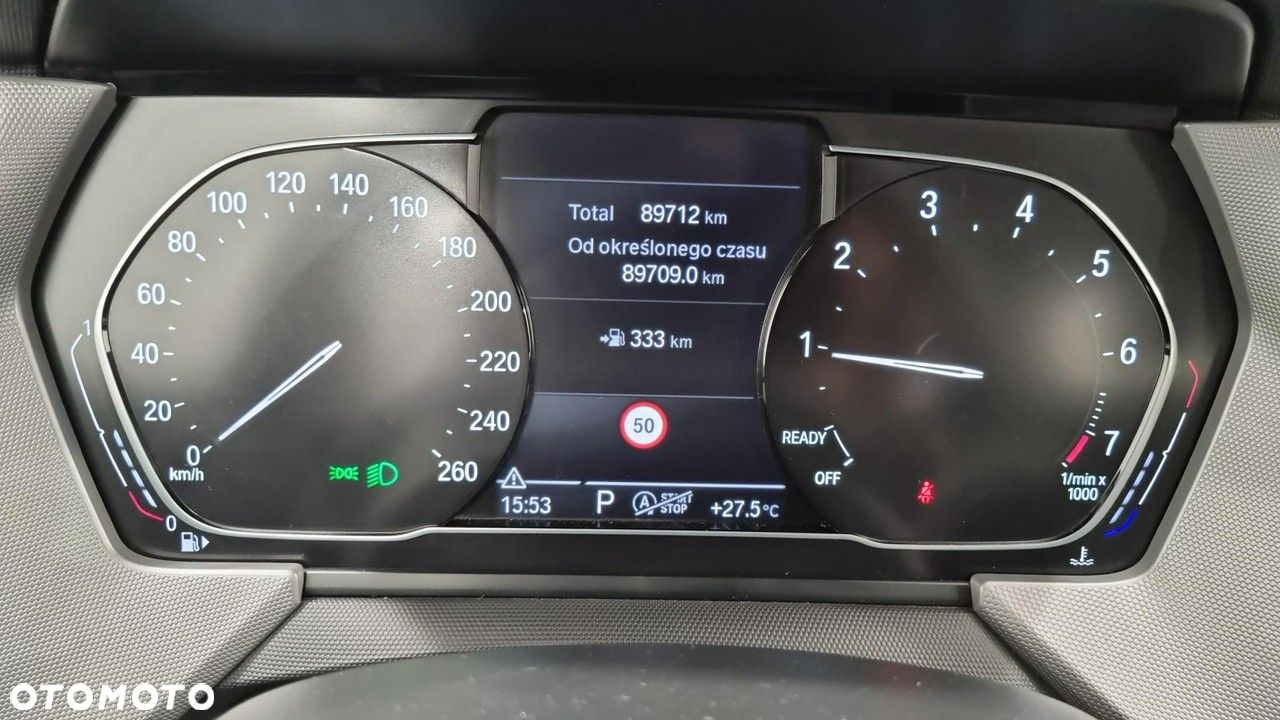 0
20
40
60
80
100
120
140
160
180
200
220
240
260
km/h
1
0
Total 89712 km
Od określonego czasu
89709.0 km
333 km
50
15:53 P A START STOP +27.5°C
1
2
3
4
5
6
7
READY
OFF
1/min x
1000
OTOMOTO